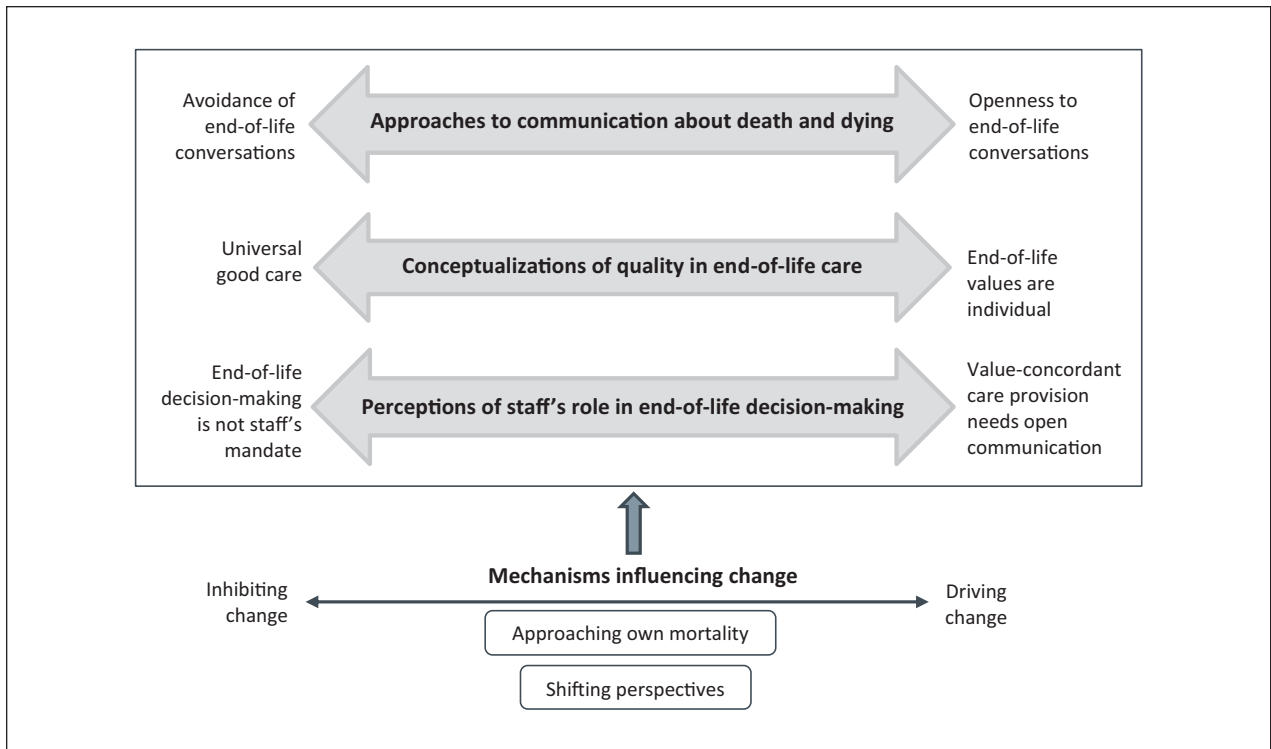 Avoidance of
end-of-life
conversations
Approaches to communication about death and dying
Openness to
end-of-life
conversations
Universal
good care
Conceptualizations of quality in end-of-life care
End-of-life
values are
individual
End-of-life
decision-making
is not staff's
mandate
Perceptions of staff's role in end-of-life decision-making
Value-concordant
care provision
needs open
communication
Mechanisms influencing change
Inhibiting
change
Driving
change
Approaching own mortality
Shifting perspectives